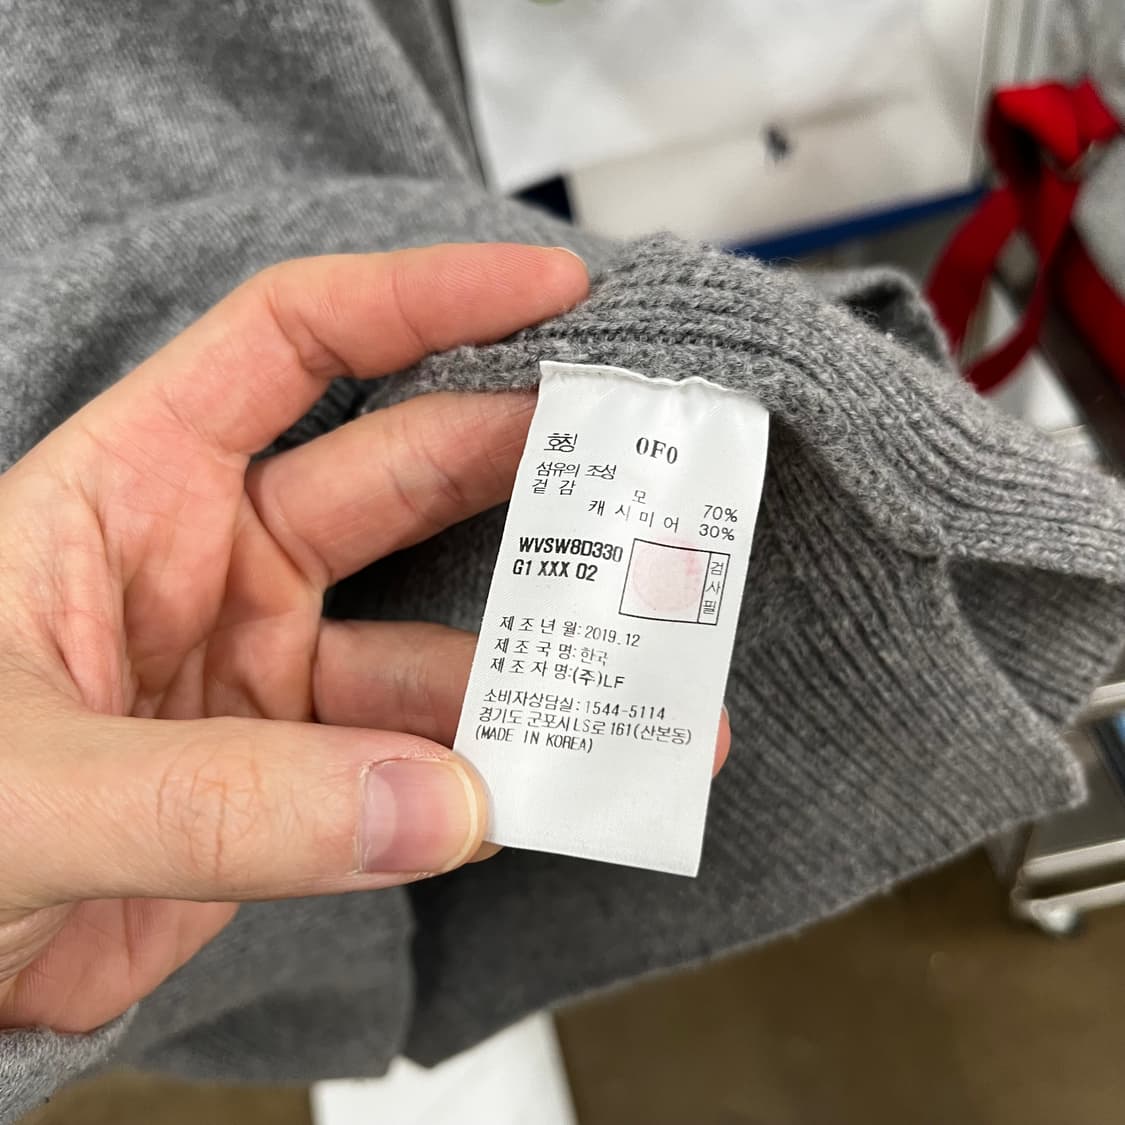 호칭 0F0
섬유의 조성
겉 감 모 70%
캐 시 미 어 30%
WVSW8D330
G1 XXX 02
검사필
제 조 년 월: 2019.12
제 조 국 명: 한국
제 조 자 명:(주)LF
소비자상담실: 1544-5114
경기도 군포시 LS로 161(산본동)
(MADE IN KOREA)